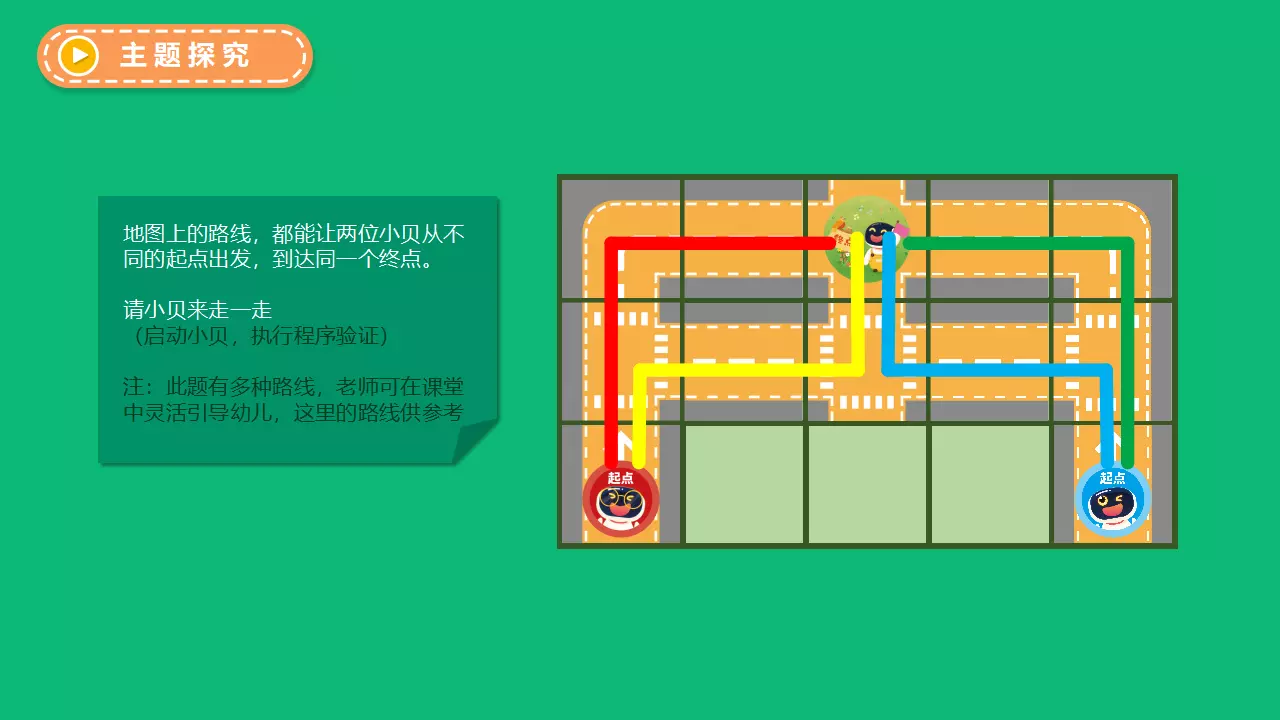 主题探究
地图上的路线，都能让两位小贝从不
同的起点出发，到达同一个终点。
请小贝来走一走
（启动小贝，执行程序验证）
注：此题有多种路线，老师可在课堂
中灵活引导幼儿，这里的路线供参考
终点
起点
起点